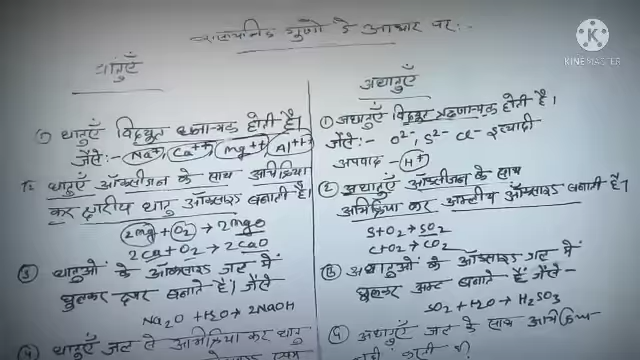 रासायनिक गुणों के आधार पर:-
KINEMASTER
धातुएँ
① धातुएँ विद्युत धनात्मक होती है।
जैसे:- Na⁺, Ca⁺⁺, Mg⁺⁺, Al⁺⁺⁺
2. धातुएँ ऑक्सीजन के साथ अभिक्रिया
कर क्षारीय धातु ऑक्साइड बनाती है।
2mg + O₂ → 2mgo
2Ca + O₂ → 2CaO
③ धातुओं के ऑक्साइड जल में
घुलकर क्षार बनाते है। जैसे
Na₂O + H₂O → 2NaOH
④ धातुएँ जल से अभिक्रिया कर धातु
अधातुएँ
① अधातुएँ विद्युत ऋणात्मक होती है।
जैसे:- O²⁻, S²⁻ Cl⁻ इत्यादी
अपवाद - H⁺
② अधातुएँ ऑक्सीजन के साथ
अभिक्रिया कर अम्लीय ऑक्साइड बनाती है।
S + O₂ → SO₂
C + O₂ → CO₂
③ अधातुओं के ऑक्साइड जल में
घुलकर अम्ल बनाते हैं जैसे-
SO₂ + H₂O → H₂SO₃
④ अधातुएँ जल के साथ अभिक्रिया